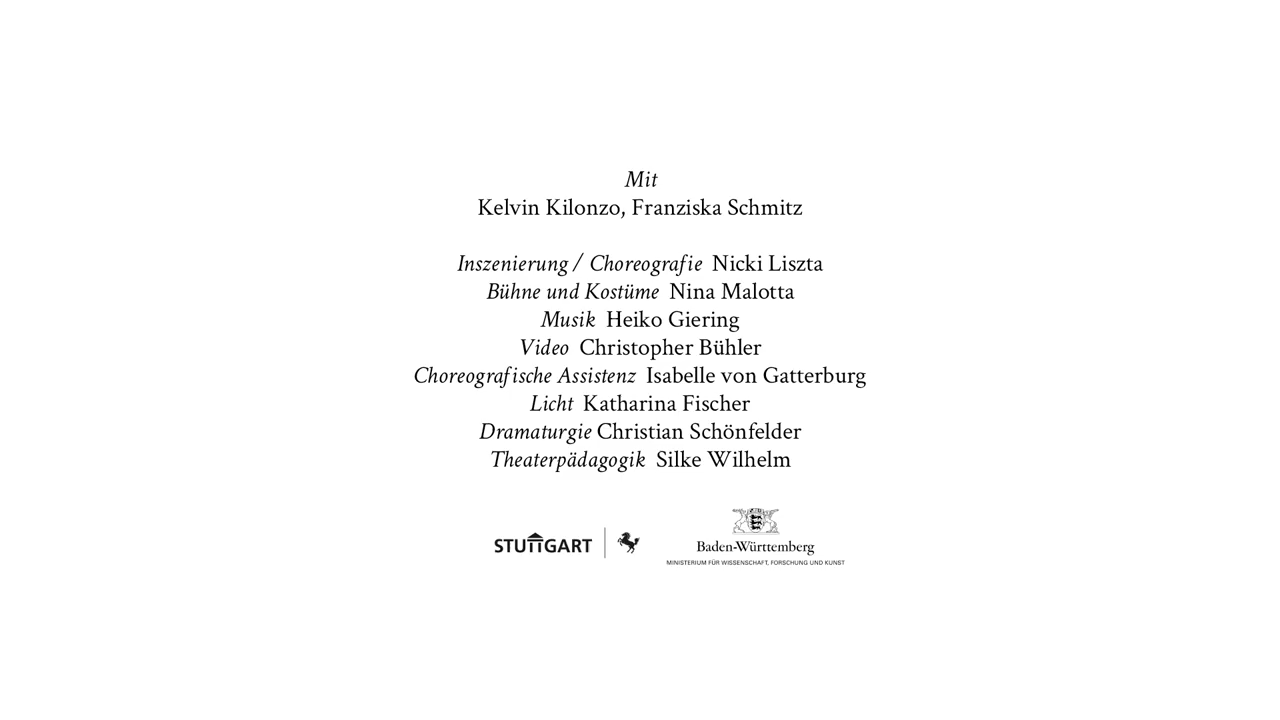 Mit
Kelvin Kilonzo, Franziska Schmitz
Inszenierung / Choreografie Nicki Liszta
Bühne und Kostüme Nina Malotta
Musik Heiko Giering
Video Christopher Bühler
Choreografische Assistenz Isabelle von Gatterburg
Licht Katharina Fischer
Dramaturgie Christian Schönfelder
Theaterpädagogik Silke Wilhelm
STUTTGART
Baden-Württemberg
MINISTERIUM FÜR WISSENSCHAFT, FORSCHUNG UND KUNST